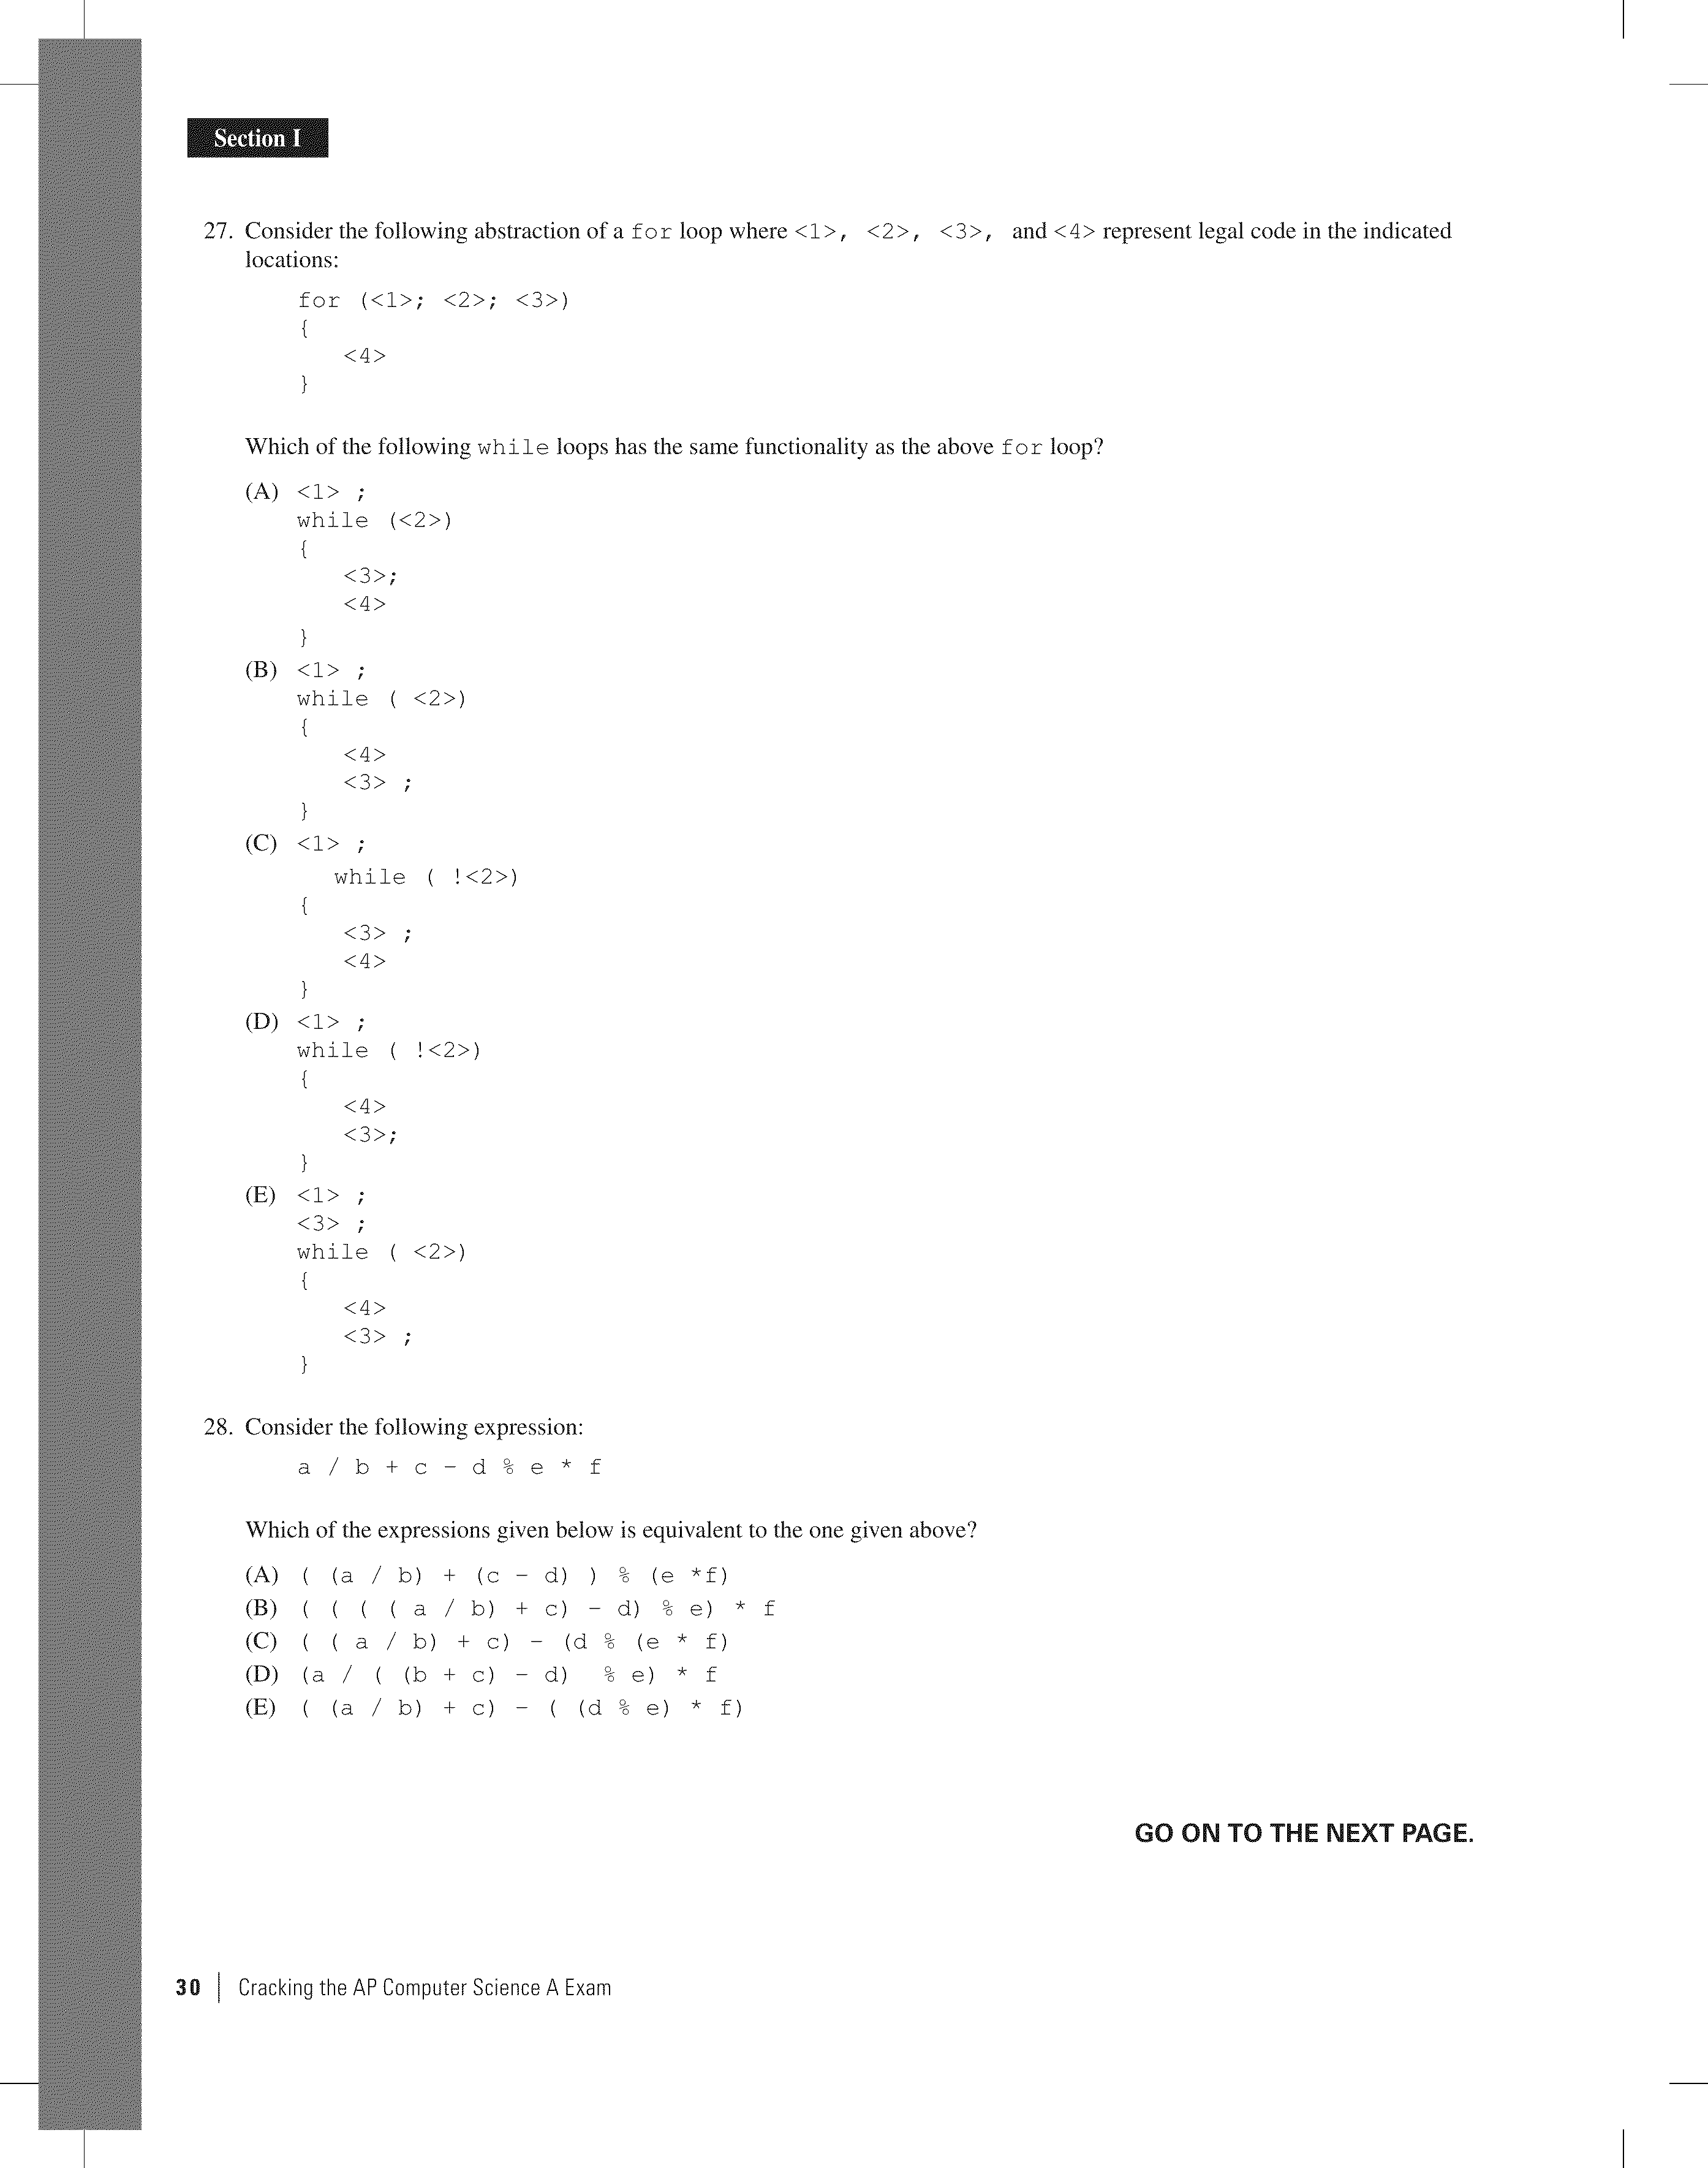 Section I
27. Consider the following abstraction of a for loop where <1>, <2>, <3>, and <4> represent legal code in the indicated
locations:
for (<1>; <2>; <3>)
{
<4>
}
Which of the following while loops has the same functionality as the above for loop?
(A) <1> ;
while (<2>)
{
<3>;
<4>
}
(B) <1> ;
while ( <2>)
{
<4>
<3> ;
}
(C) <1> ;
while ( !<2>)
{
<3> ;
<4>
}
(D) <1> ;
while ( !<2>)
{
<4>
<3>;
}
(E) <1> ;
<3> ;
while ( <2>)
{
<4>
<3> ;
}
28. Consider the following expression:
a / b + c - d % e * f
Which of the expressions given below is equivalent to the one given above?
(A) ( (a / b) + (c - d) ) % (e *f)
(B) ( ( ( ( a / b) + c) - d) % e) * f
(C) ( ( a / b) + c) - (d % (e * f)
(D) (a / ( (b + c) - d) % e) * f
(E) ( (a / b) + c) - ( (d % e) * f)
GO ON TO THE NEXT PAGE.
30 | Cracking the AP Computer Science A Exam